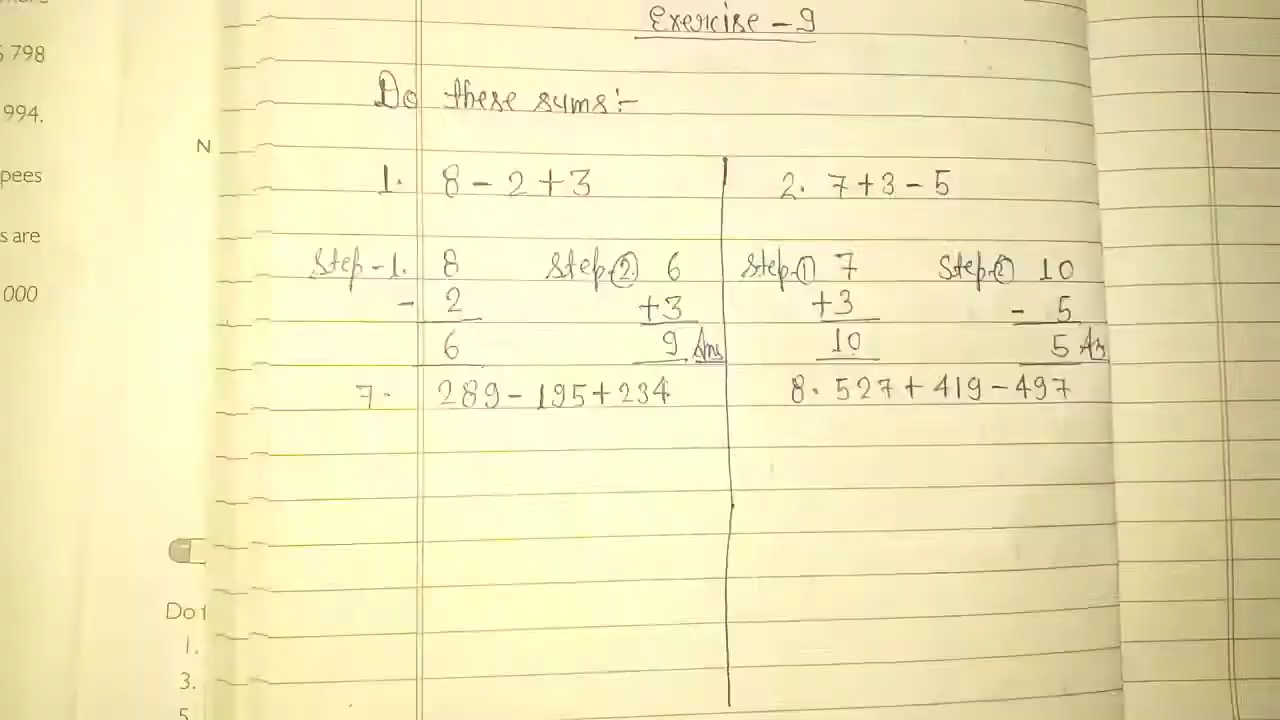 798
994.
pees
s are
000
N
Do t
1.
3.
5
Exercise - 9
Do these sums:-
1. 8 - 2 + 3
2. 7 + 3 - 5
Step - 1. 8 Step ② 6
- 2 +3
6 9 Ans
Step ① 7 Step ② 10
+3 - 5
10 5 An
7. 289 - 195 + 234
8. 527 + 419 - 497